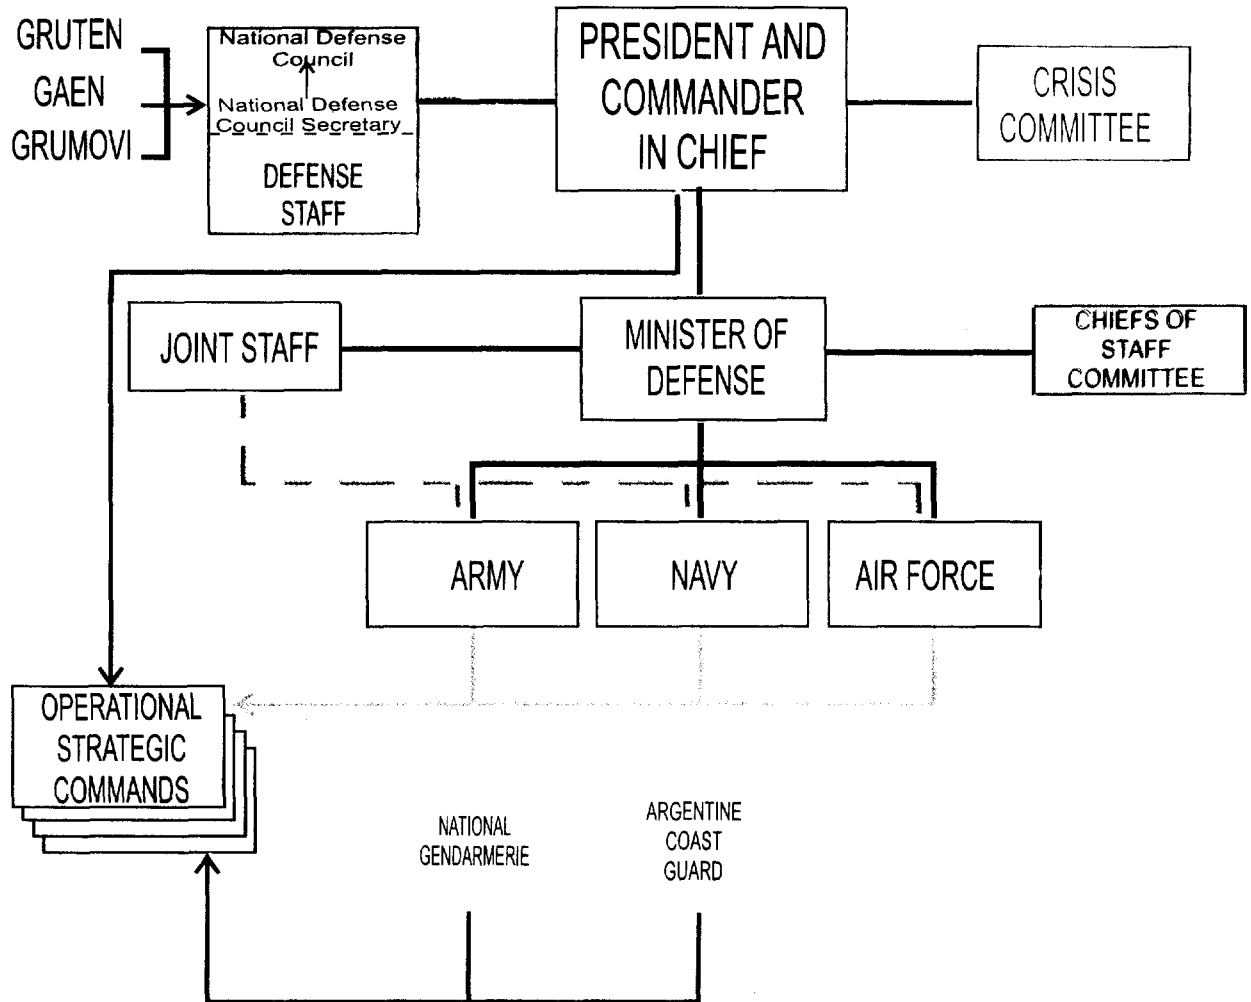 GRUTEN
GAEN
GRUMOVI
National Defense
Council
National Defense
Council Secretary
DEFENSE
STAFF
PRESIDENT AND
COMMANDER
IN CHIEF
CRISIS
COMMITTEE
JOINT STAFF
MINISTER OF
DEFENSE
CHIEFS OF
STAFF
COMMITTEE
ARMY
NAVY
AIR FORCE
OPERATIONAL
STRATEGIC
COMMANDS
NATIONAL
GENDARMERIE
ARGENTINE
COAST
GUARD